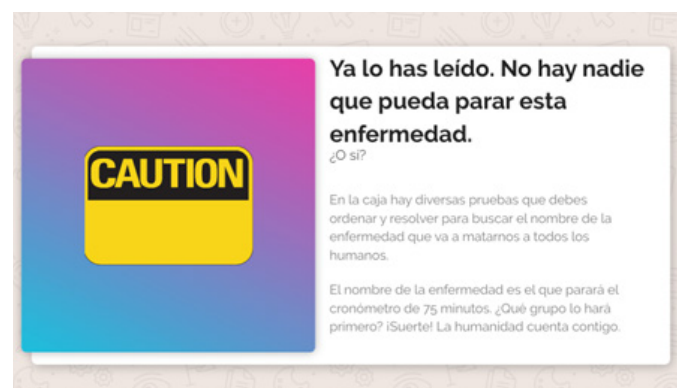 CAUTION
Ya lo has leído. No hay nadie
que pueda parar esta
enfermedad.
¿O sí?
En la caja hay diversas pruebas que debes
ordenar y resolver para buscar el nombre de la
enfermedad que va a matarnos a todos los
humanos.
El nombre de la enfermedad es el que parará el
cronómetro de 75 minutos. ¿Qué grupo lo hará
primero? ¡Suerte! La humanidad cuenta contigo.